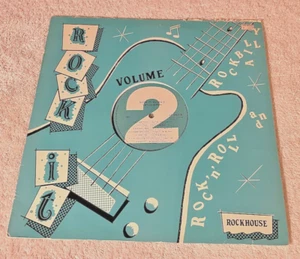 ROCK
it
VOLUME
2
ROCKABILLY
ROCK'n'ROLL
ROCKHOUSE